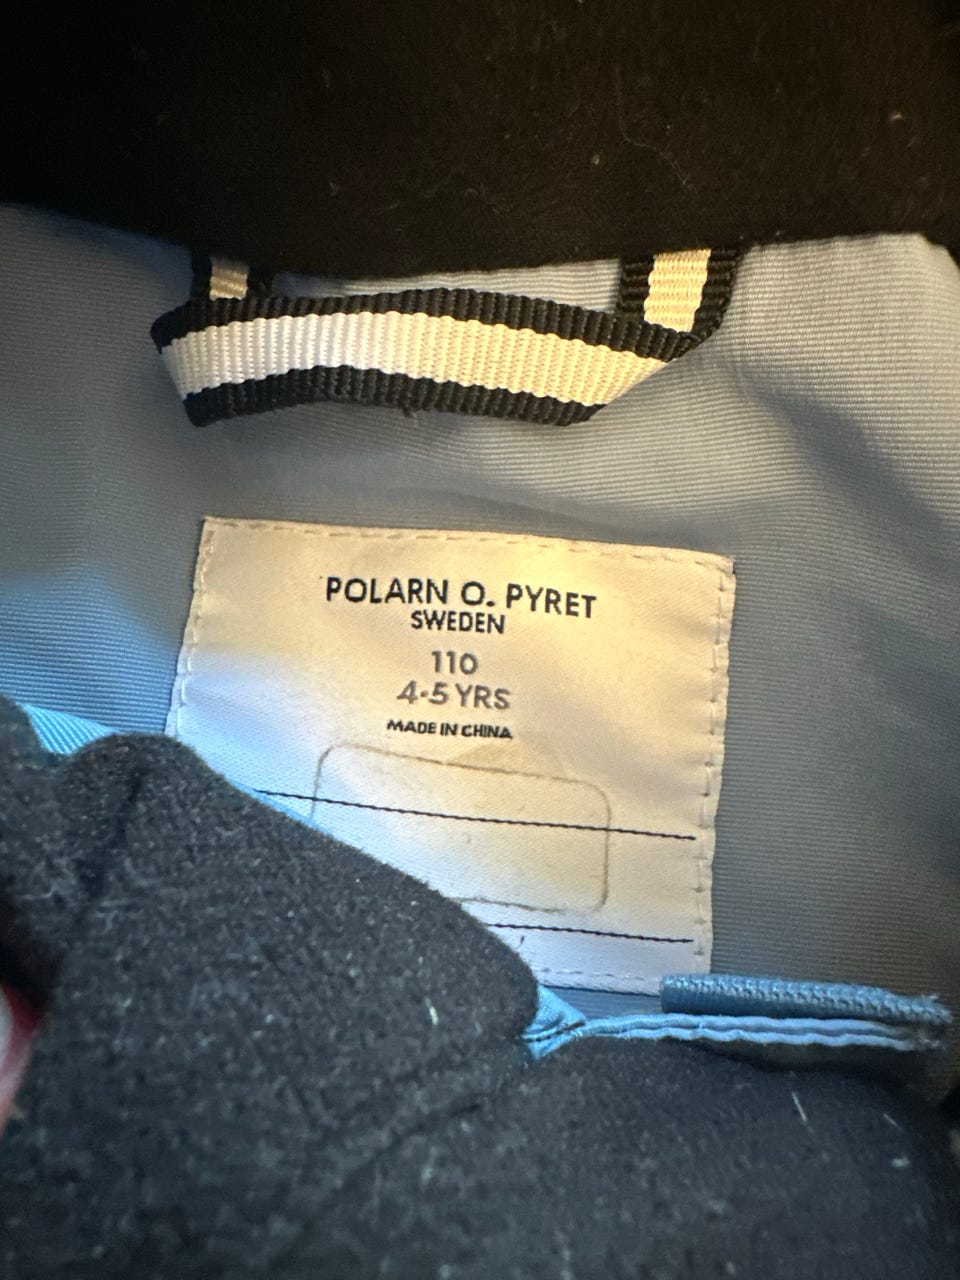 POLARN O. PYRET
SWEDEN
110
4-5 YRS
MADE IN CHINA